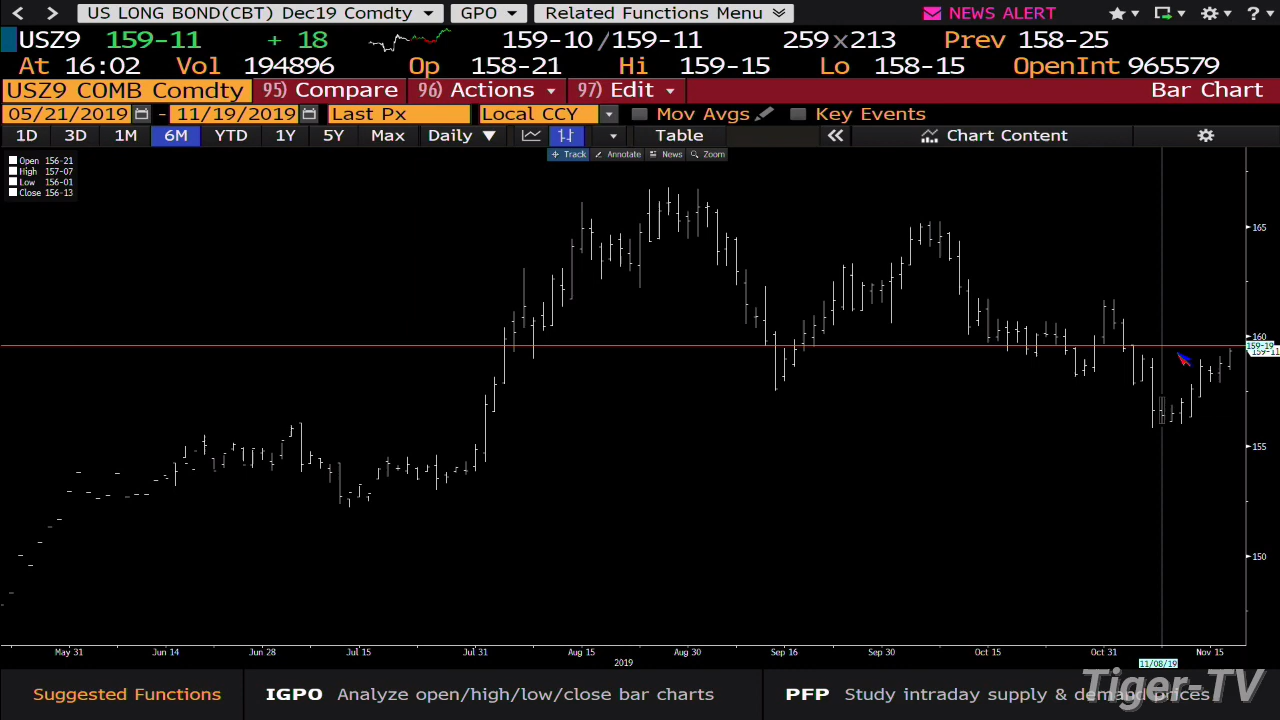 US LONG BOND(CBT) Dec19 Comdty GPO Related Functions Menu NEWS ALERT ?
USZ9 159-11 + 18 159-10 / 159-11 259 x 213 Prev 158-25
At 16:02 Vol 194896 Op 158-21 Hi 159-15 Lo 158-15 OpenInt 965579
USZ9 COMB Comdty 95) Compare 96) Actions 97) Edit Bar Chart
05/21/2019 - 11/19/2019 Last Px Local CCY Mov Avgs Key Events
1D 3D 1M 6M YTD 1Y 5Y Max Daily Table Chart Content
Track Annotate News Zoom
Open 156-21
High 157-07
Low 156-01
Close 156-13
165
160
159-19
159-11
155
150
May 31 Jun 14 Jun 28 Jul 15 Jul 31 Aug 15 Aug 30 Sep 16 Sep 30 Oct 15 Oct 31 11/08/19 Nov 15
2019
Suggested Functions IGPO Analyze open/high/low/close bar charts PFP Study intraday supply & demand prices
Tiger-TV